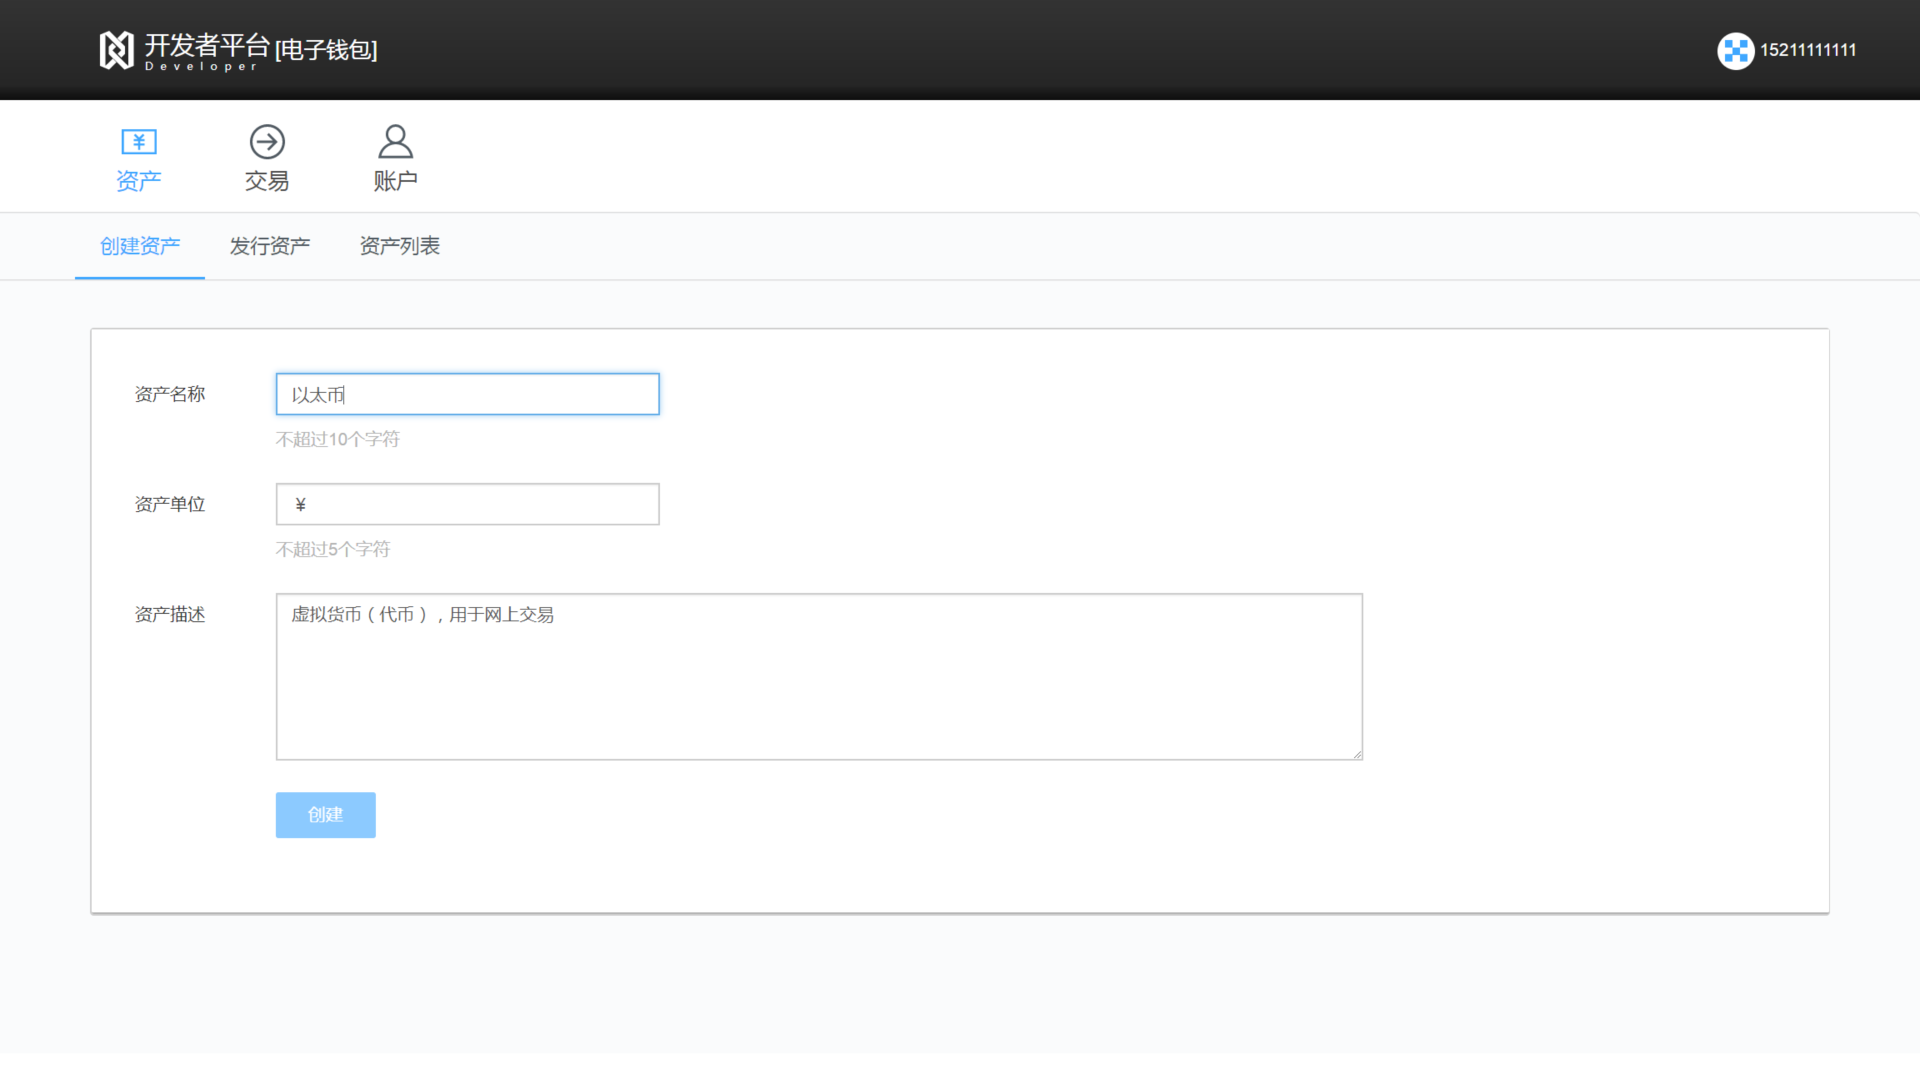 开发者平台 [电子钱包]
Developer
15211111111
¥
资产 交易 账户
创建资产 发行资产 资产列表
资产名称 以太币
不超过10个字符
资产单位 ¥
不超过5个字符
资产描述 虚拟货币（代币），用于网上交易
创建